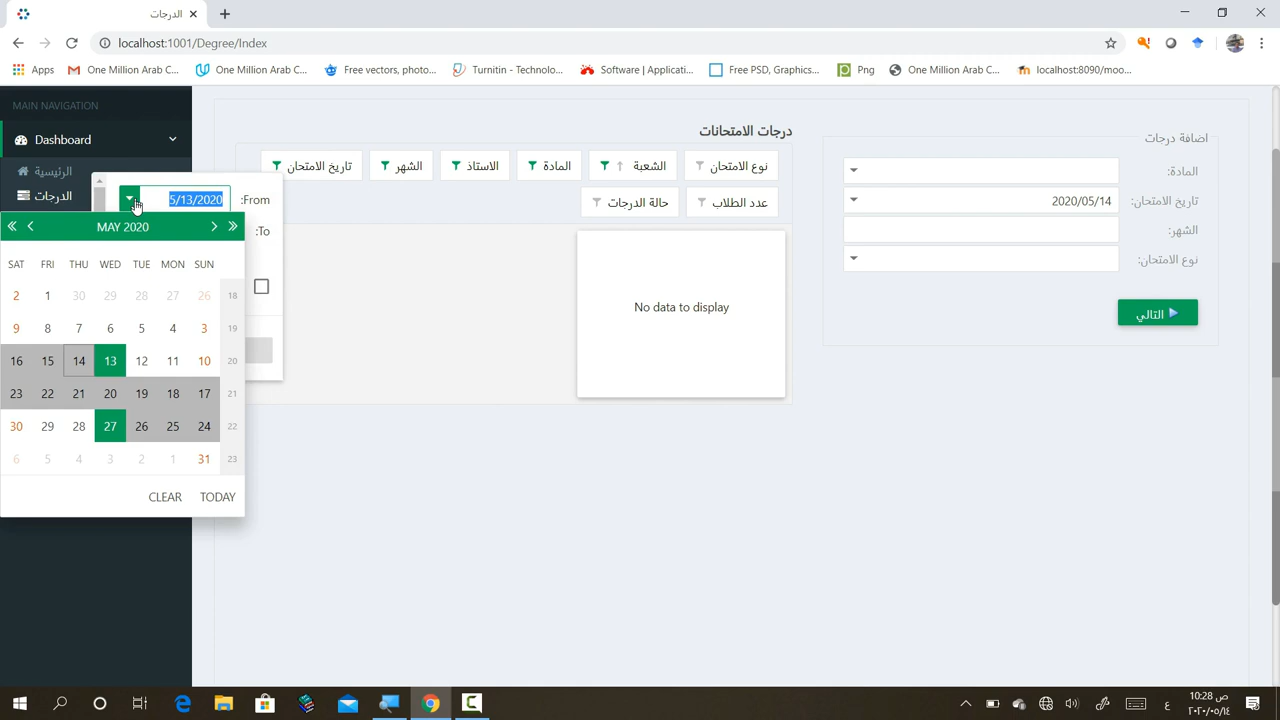 الدرجات
localhost:1001/Degree/Index
Apps
One Million Arab C...
One Million Arab C...
Free vectors, photo...
Turnitin - Technolo...
Software | Applicati...
Free PSD, Graphics...
Png
One Million Arab C...
localhost:8090/moo...
MAIN NAVIGATION
Dashboard
الرئيسية
الدرجات
درجات الامتحانات
نوع الامتحان
الشعبة
المادة
الاستاذ
الشهر
تاريخ الامتحان
عدد الطلاب
حالة الدرجات
No data to display
اضافة درجات
المادة:
تاريخ الامتحان:
2020/05/14
الشهر:
نوع الامتحان:
التالي
From:
5/13/2020
To:
MAY 2020
SAT FRI THU WED TUE MON SUN
2 1 30 29 28 27 26 18
9 8 7 6 5 4 3 19
16 15 14 13 12 11 10 20
23 22 21 20 19 18 17 21
30 29 28 27 26 25 24 22
6 5 4 3 2 1 31 23
CLEAR TODAY
ع
10:28 ص
٢٠٢٠/٠٥/١٤